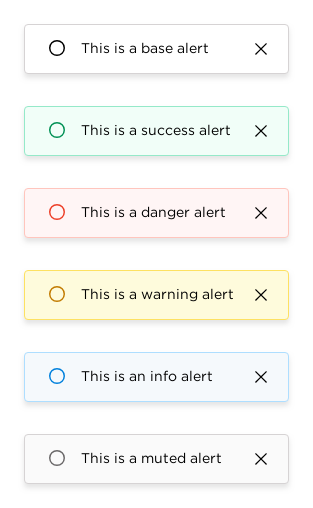 This is a base alert
This is a success alert
This is a danger alert
This is a warning alert
This is an info alert
This is a muted alert